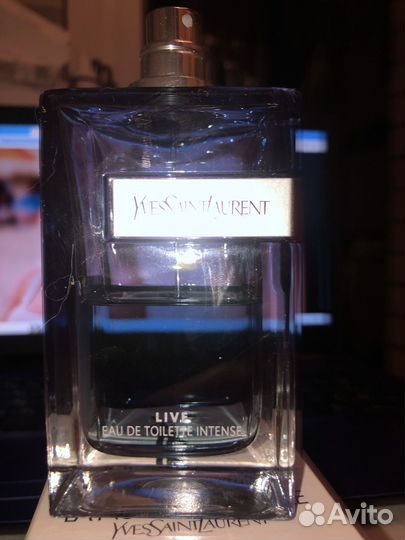 YVESSAINTLAURENT
LIVE
EAU DE TOILETTE INTENSE
YVESSAINTLAURENT
Avito